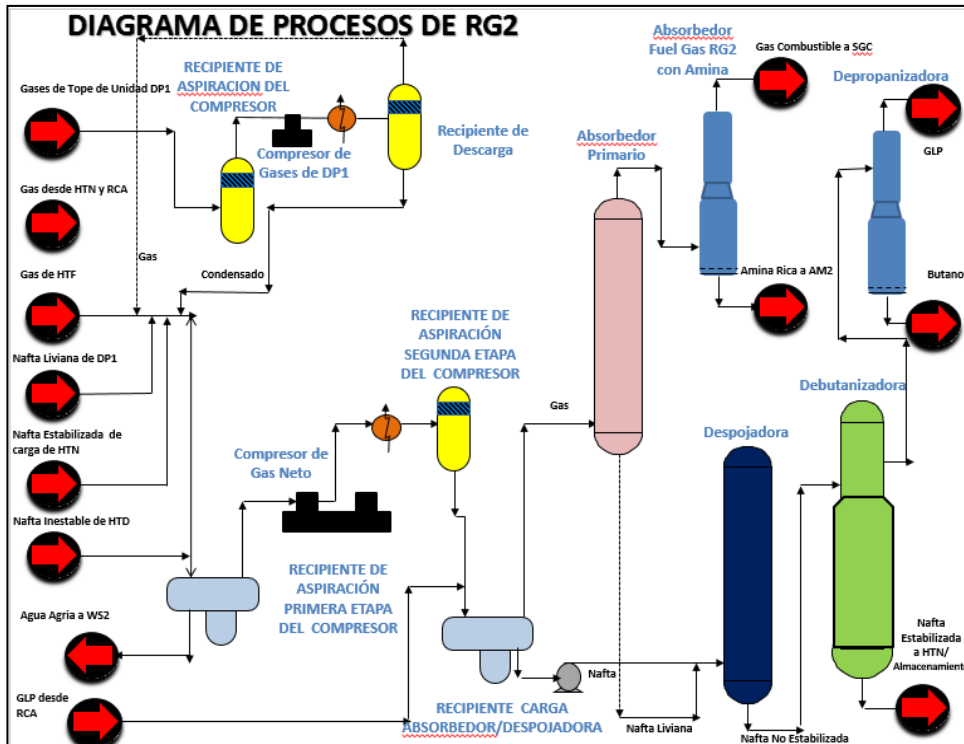 DIAGRAMA DE PROCESOS DE RG2
Gases de Tope de Unidad DP1
RECIPIENTE DE
ASPIRACION DEL
COMPRESOR
Compresor de
Gases de DP1
Recipiente de
Descarga
Absorbedor
Fuel Gas RG2
con Amina
Gas Combustible a SGC
Depropanizadora
GLP
Absorbedor
Primario
Gas desde HTN y RCA
Gas
Condensado
Gas de HTF
Amina Rica a AM2
Butano
Nafta Liviana de DP1
RECIPIENTE DE
ASPIRACIÓN
SEGUNDA ETAPA
DEL COMPRESOR
Gas
Debutanizadora
Despojadora
Nafta Estabilizada de
carga de HTN
Compresor de
Gas Neto
Nafta Inestable de HTD
RECIPIENTE DE
ASPIRACIÓN
PRIMERA ETAPA
DEL COMPRESOR
Agua Agria a WS2
Nafta
Estabilizada
a HTN/
Almacenamiento
Nafta
GLP desde
RCA
RECIPIENTE CARGA
ABSORBEDOR/DESPOJADORA
Nafta Liviana
Nafta No Estabilizada